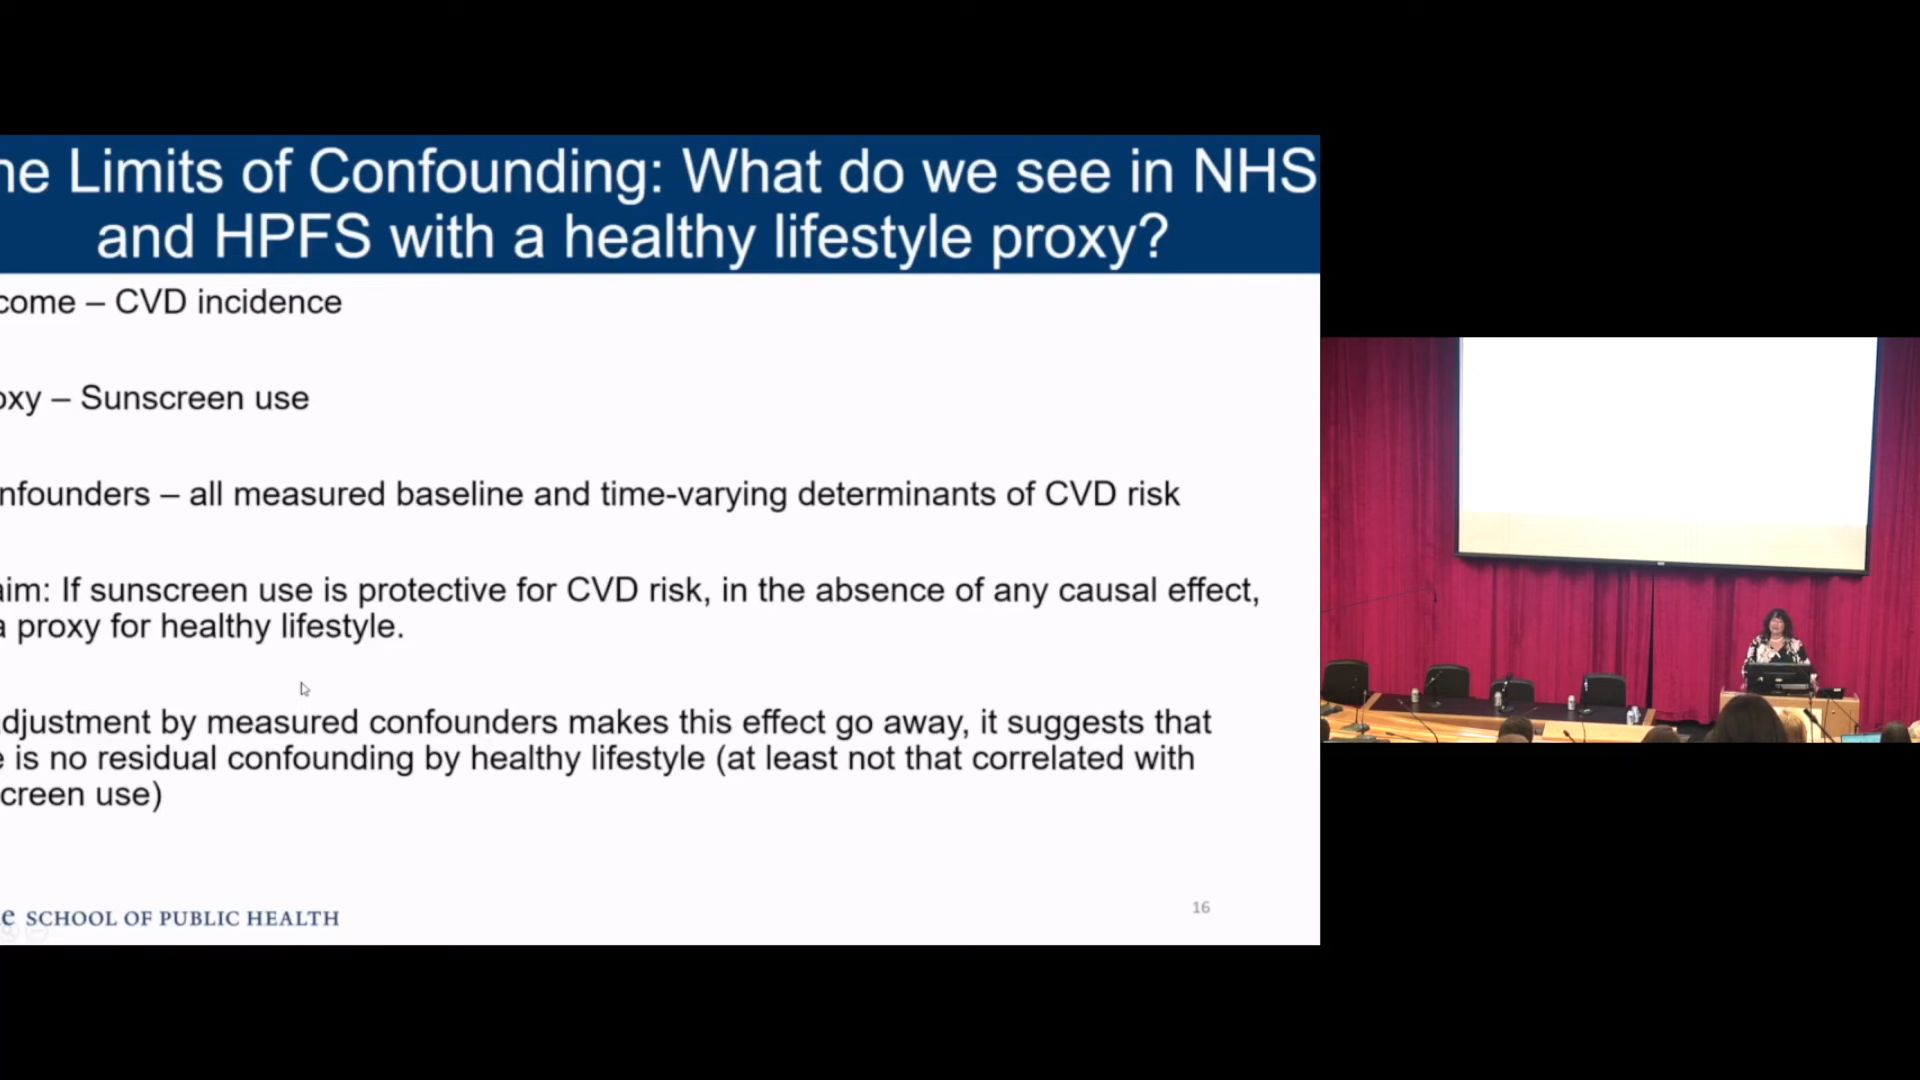 ne Limits of Confounding: What do we see in NHS
and HPFS with a healthy lifestyle proxy?
come – CVD incidence
oxy – Sunscreen use
nfounders – all measured baseline and time-varying determinants of CVD risk
aim: If sunscreen use is protective for CVD risk, in the absence of any causal effect,
a proxy for healthy lifestyle.
djustment by measured confounders makes this effect go away, it suggests that
e is no residual confounding by healthy lifestyle (at least not that correlated with
creen use)
e SCHOOL OF PUBLIC HEALTH
16